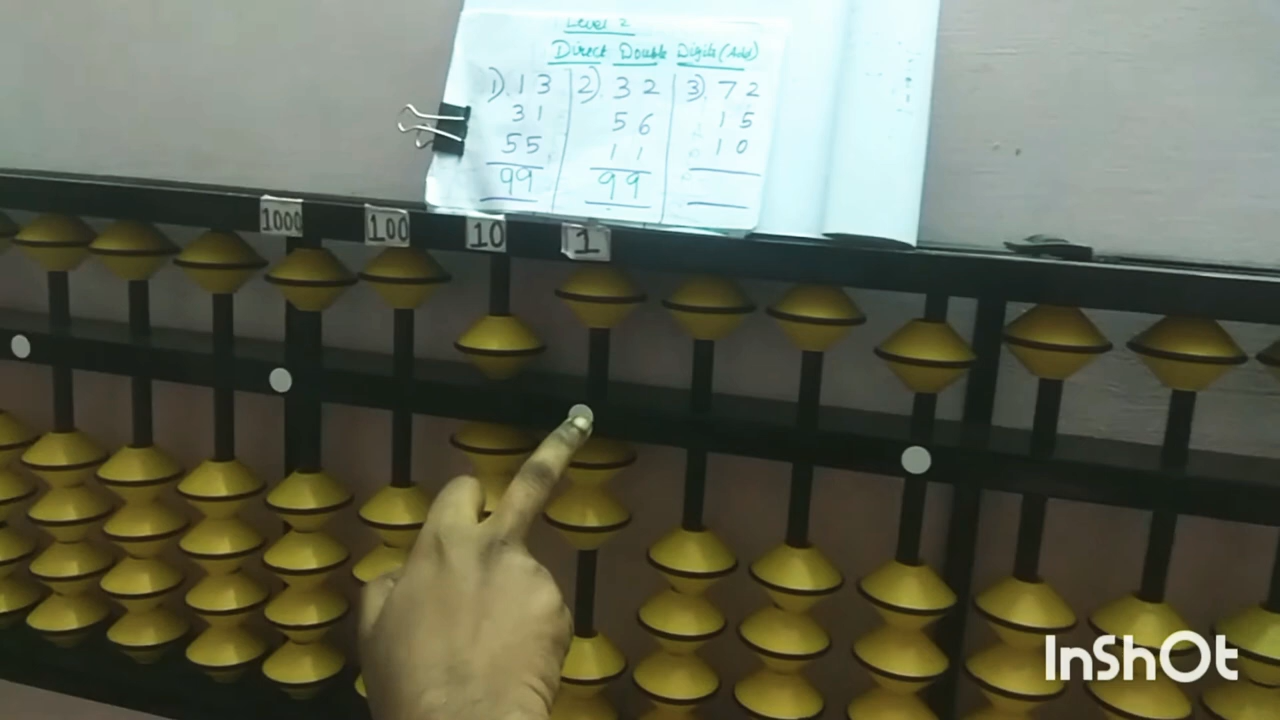 Level 2
Direct Double Digits (Add)
1) 13 2) 32 3) 72
31 56 15
55 11 10
99 99
1000 100 10 1
InShOt